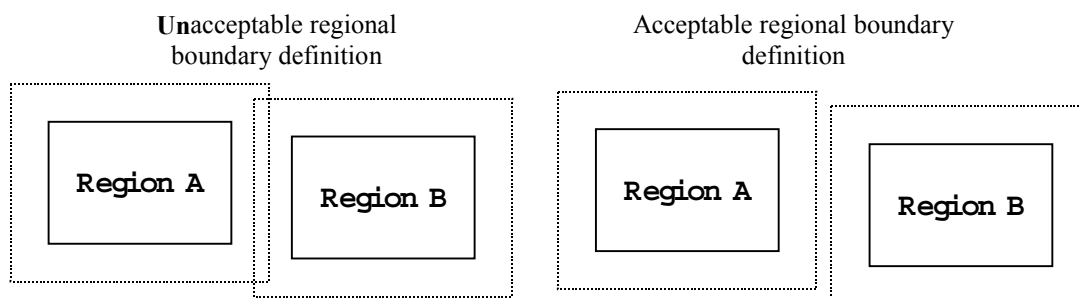 Unacceptable regional
boundary definition
Acceptable regional boundary
definition
Region A
Region B
Region A
Region B